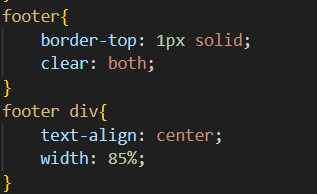 }
footer{
    border-top: 1px solid;
    clear: both;
}
footer div{
    text-align: center;
    width: 85%;
}